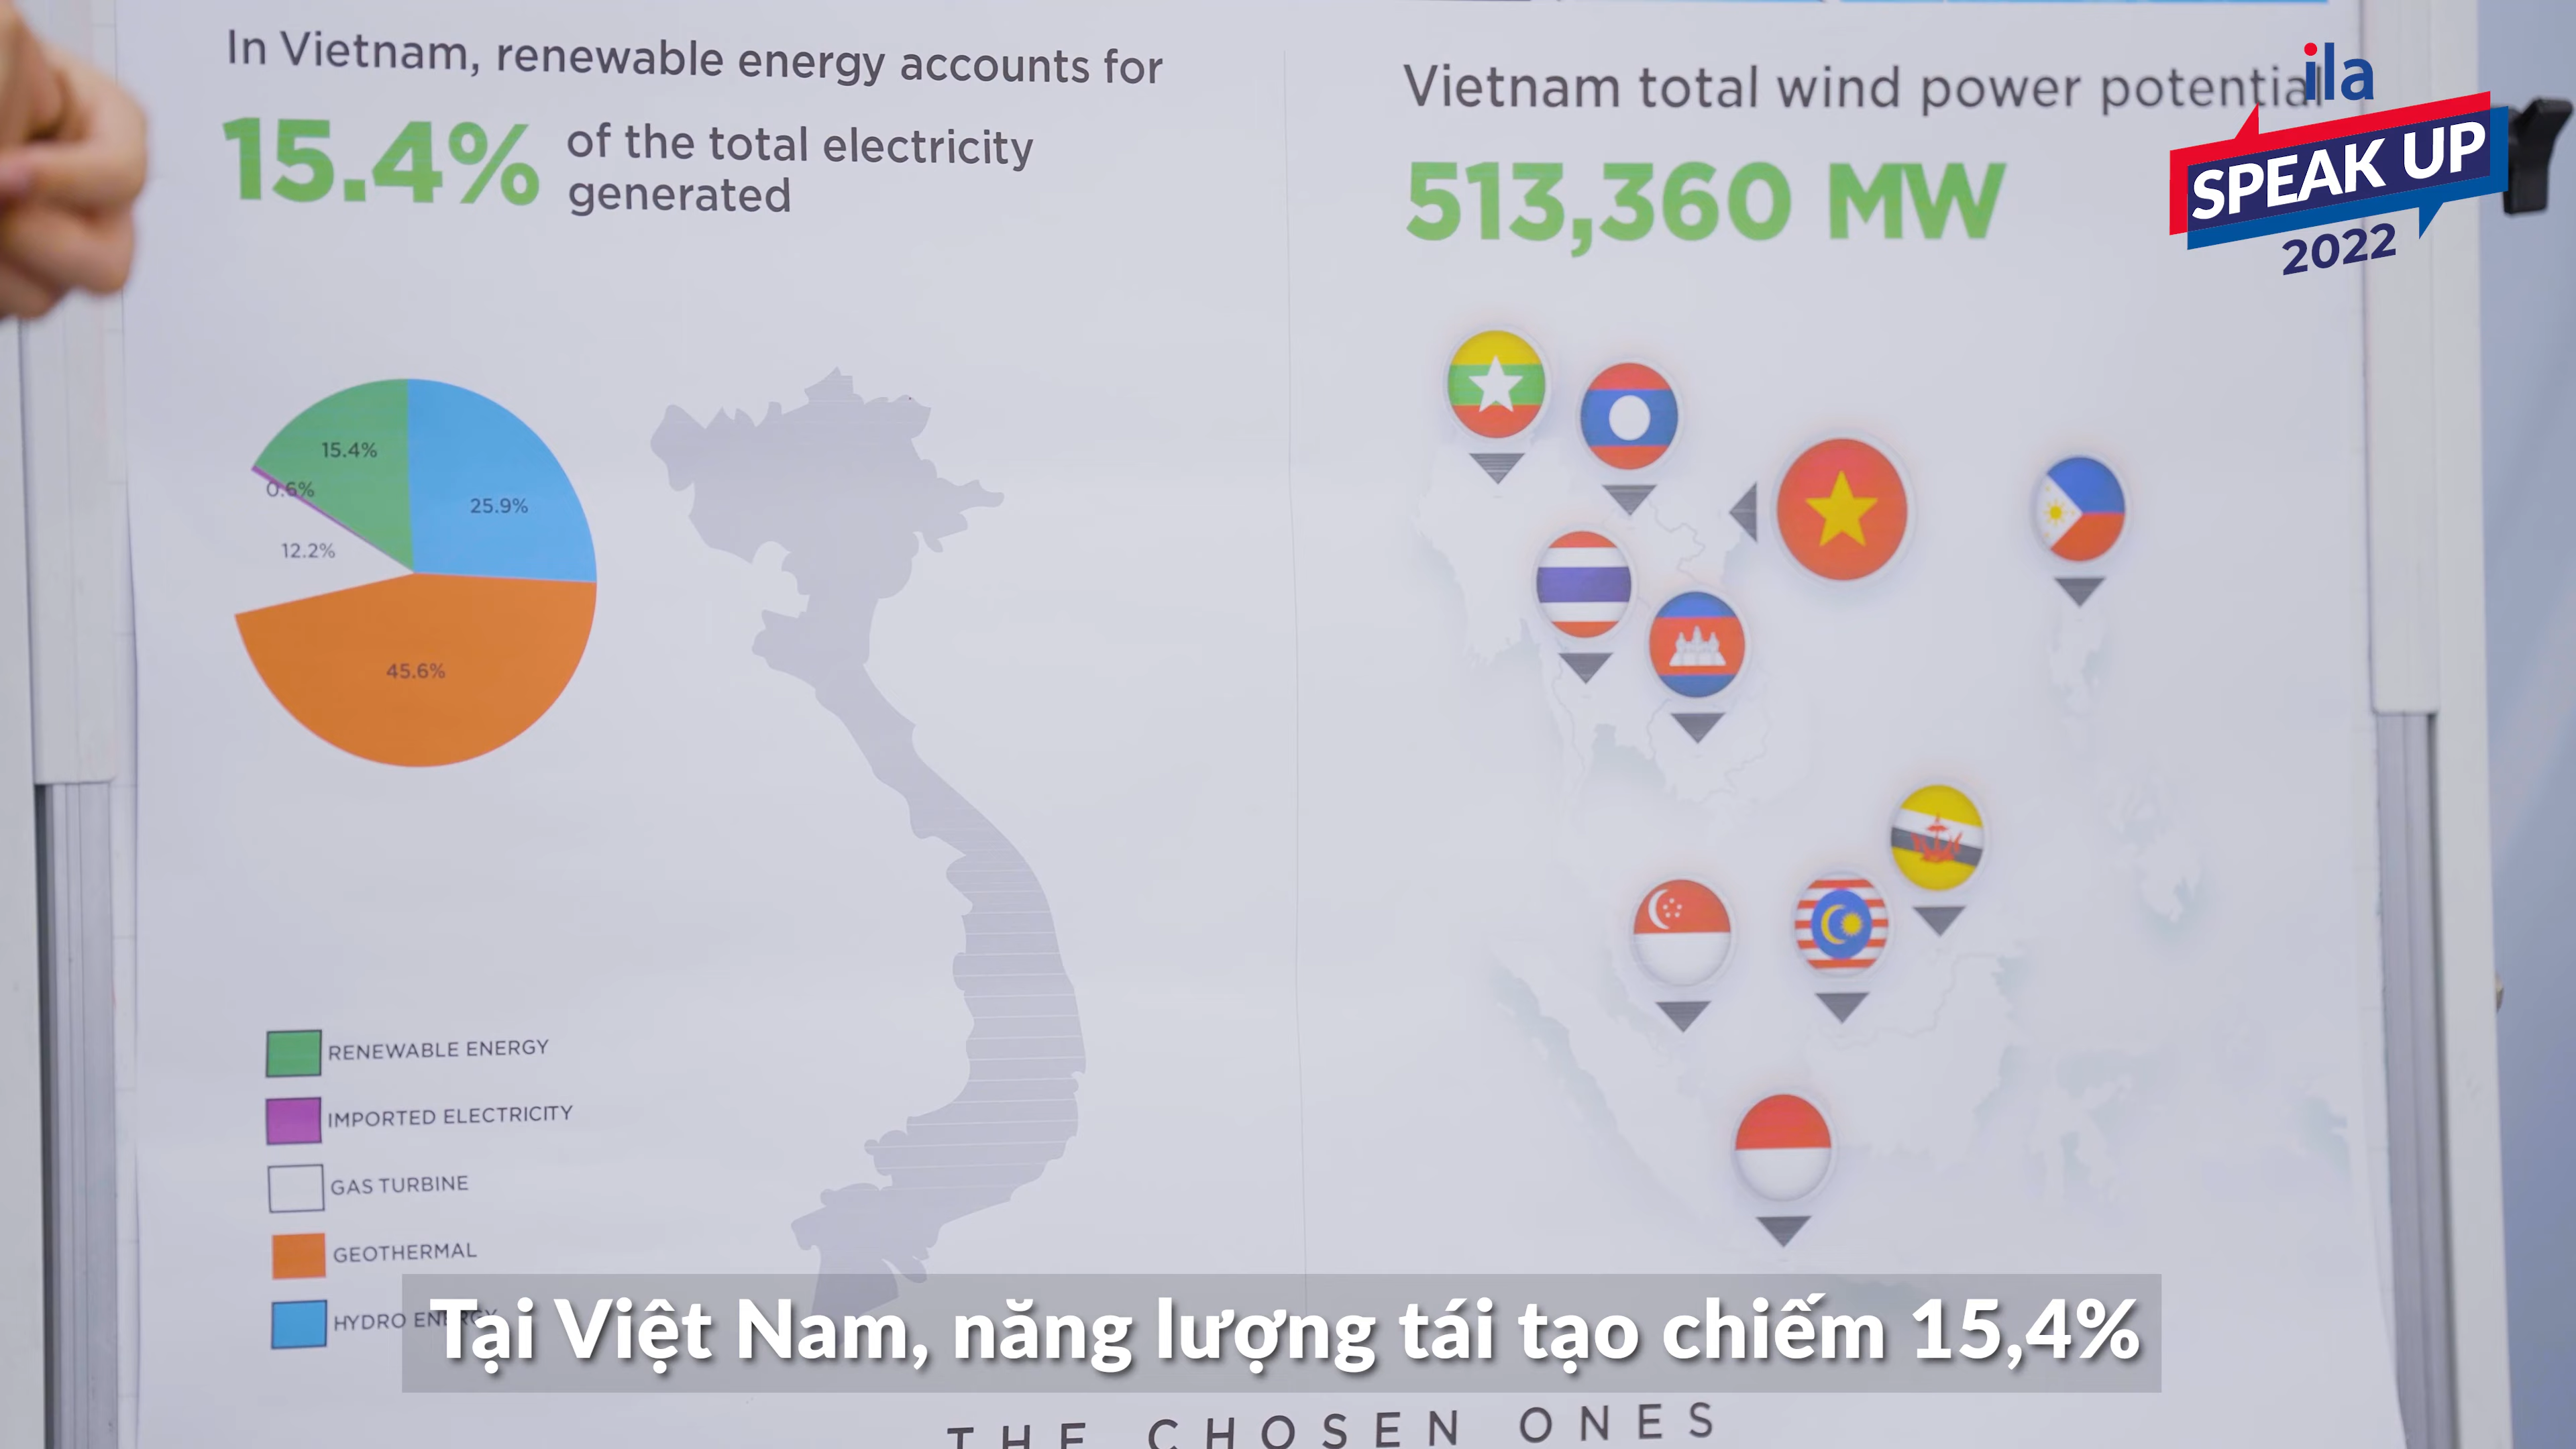 In Vietnam, renewable energy accounts for
15.4%
of the total electricity
generated
Vietnam total wind power potential
513,360 MW
ila
SPEAK UP
2022
15.4%
0.6%
25.9%
12.2%
45.6%
RENEWABLE ENERGY
IMPORTED ELECTRICITY
GAS TURBINE
GEOTHERMAL
HYDRO ENERGY
Tại Việt Nam, năng lượng tái tạo chiếm 15,4%
THE CHOSEN ONES